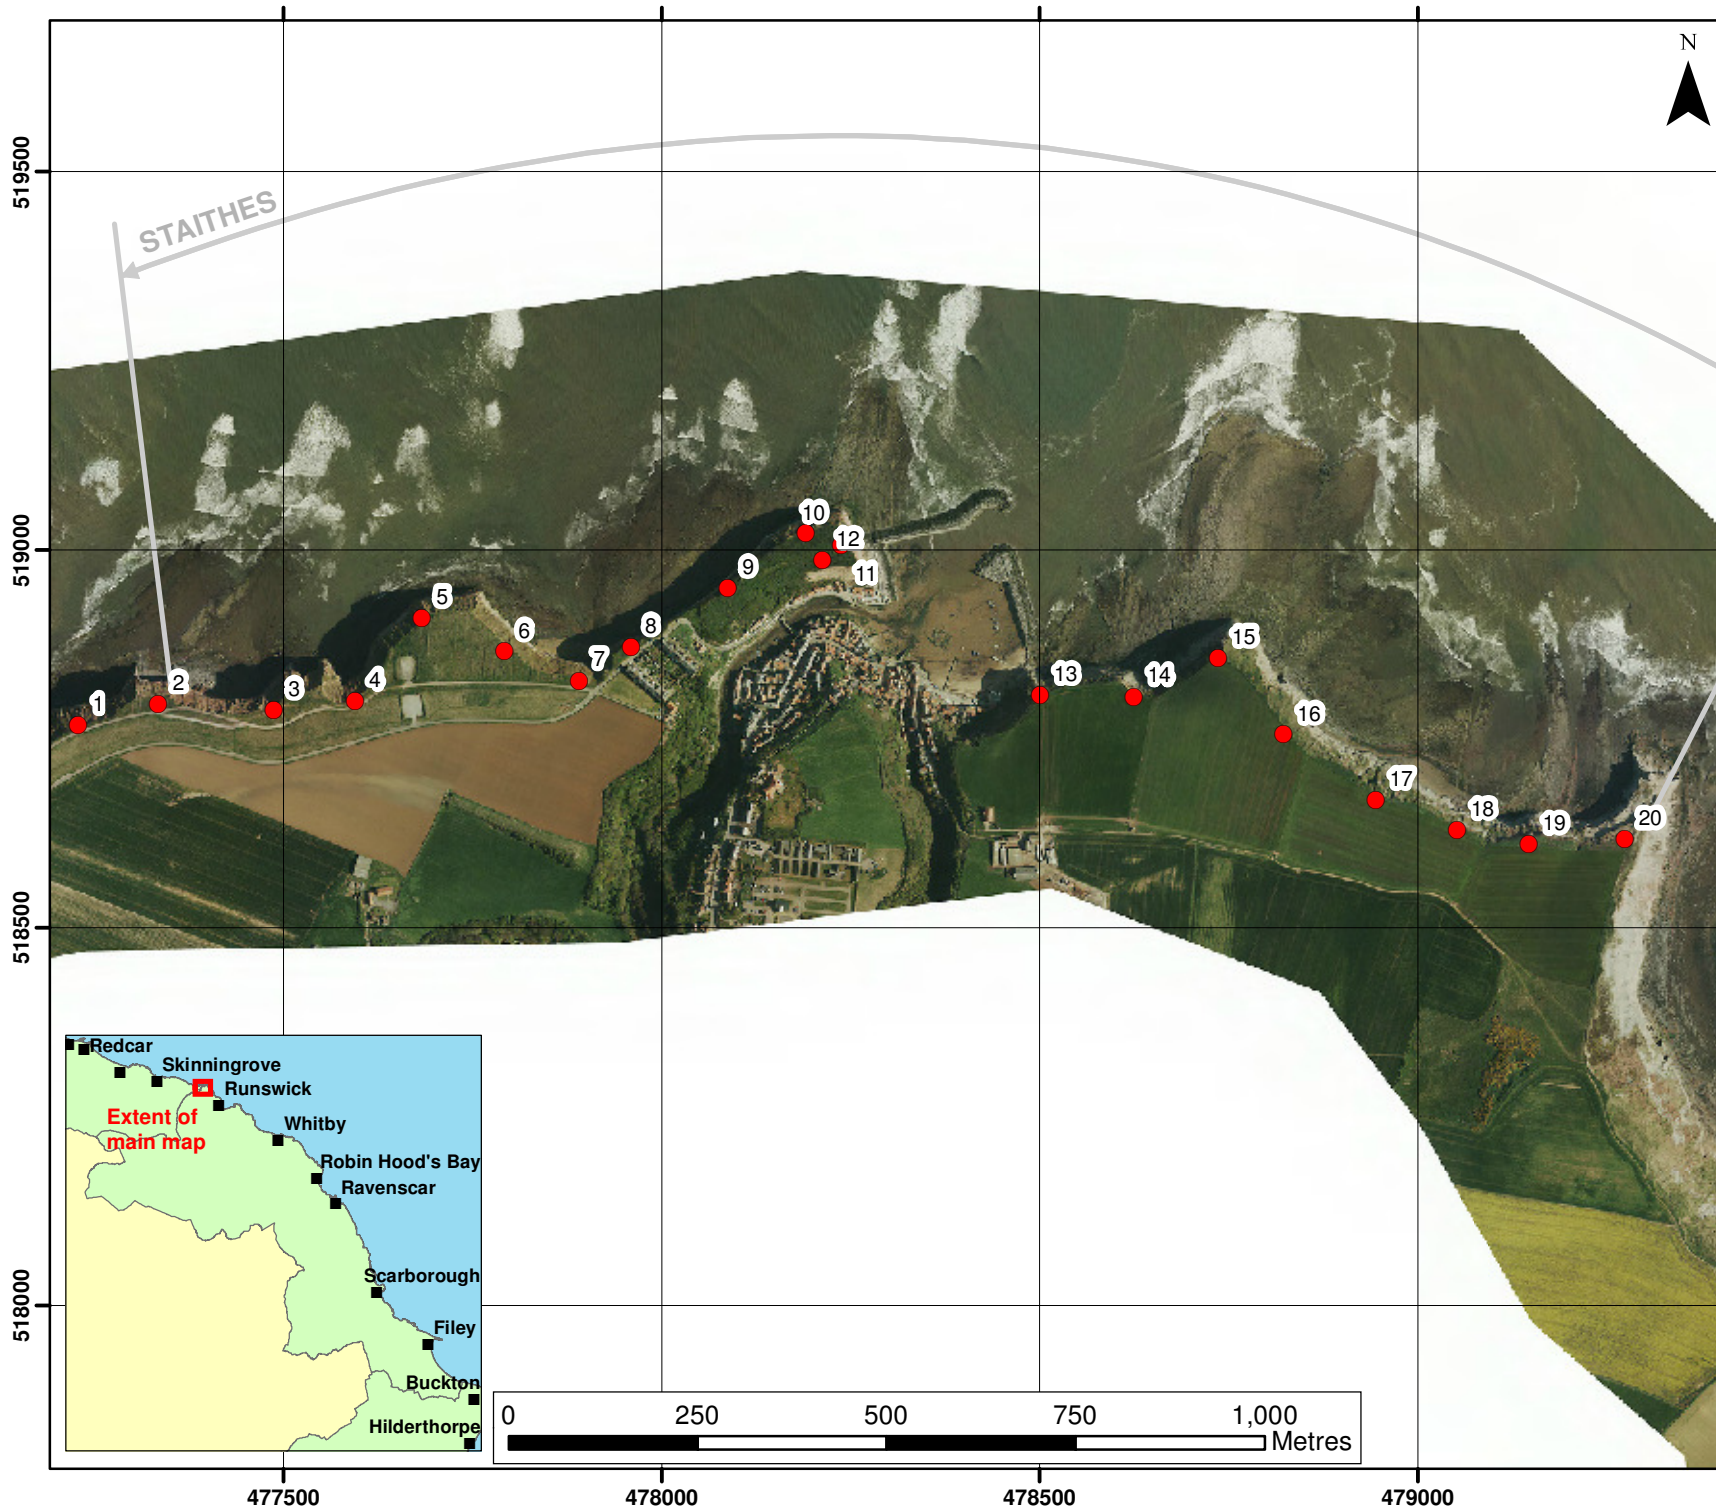 N
519500
STAITHES
10
519000
12
11
9
5
8
6
7
15
13
14
4
2
3
1
16
17
18
19
20
518500
Redcar
Skinningrove
Runswick
Extent of
main map
Whitby
Robin Hood's Bay
Ravenscar
518000
Scarborough
Filey
Buckton
Hilderthorpe
0 250 500 750 1,000
Metres
477500 478000 478500 479000